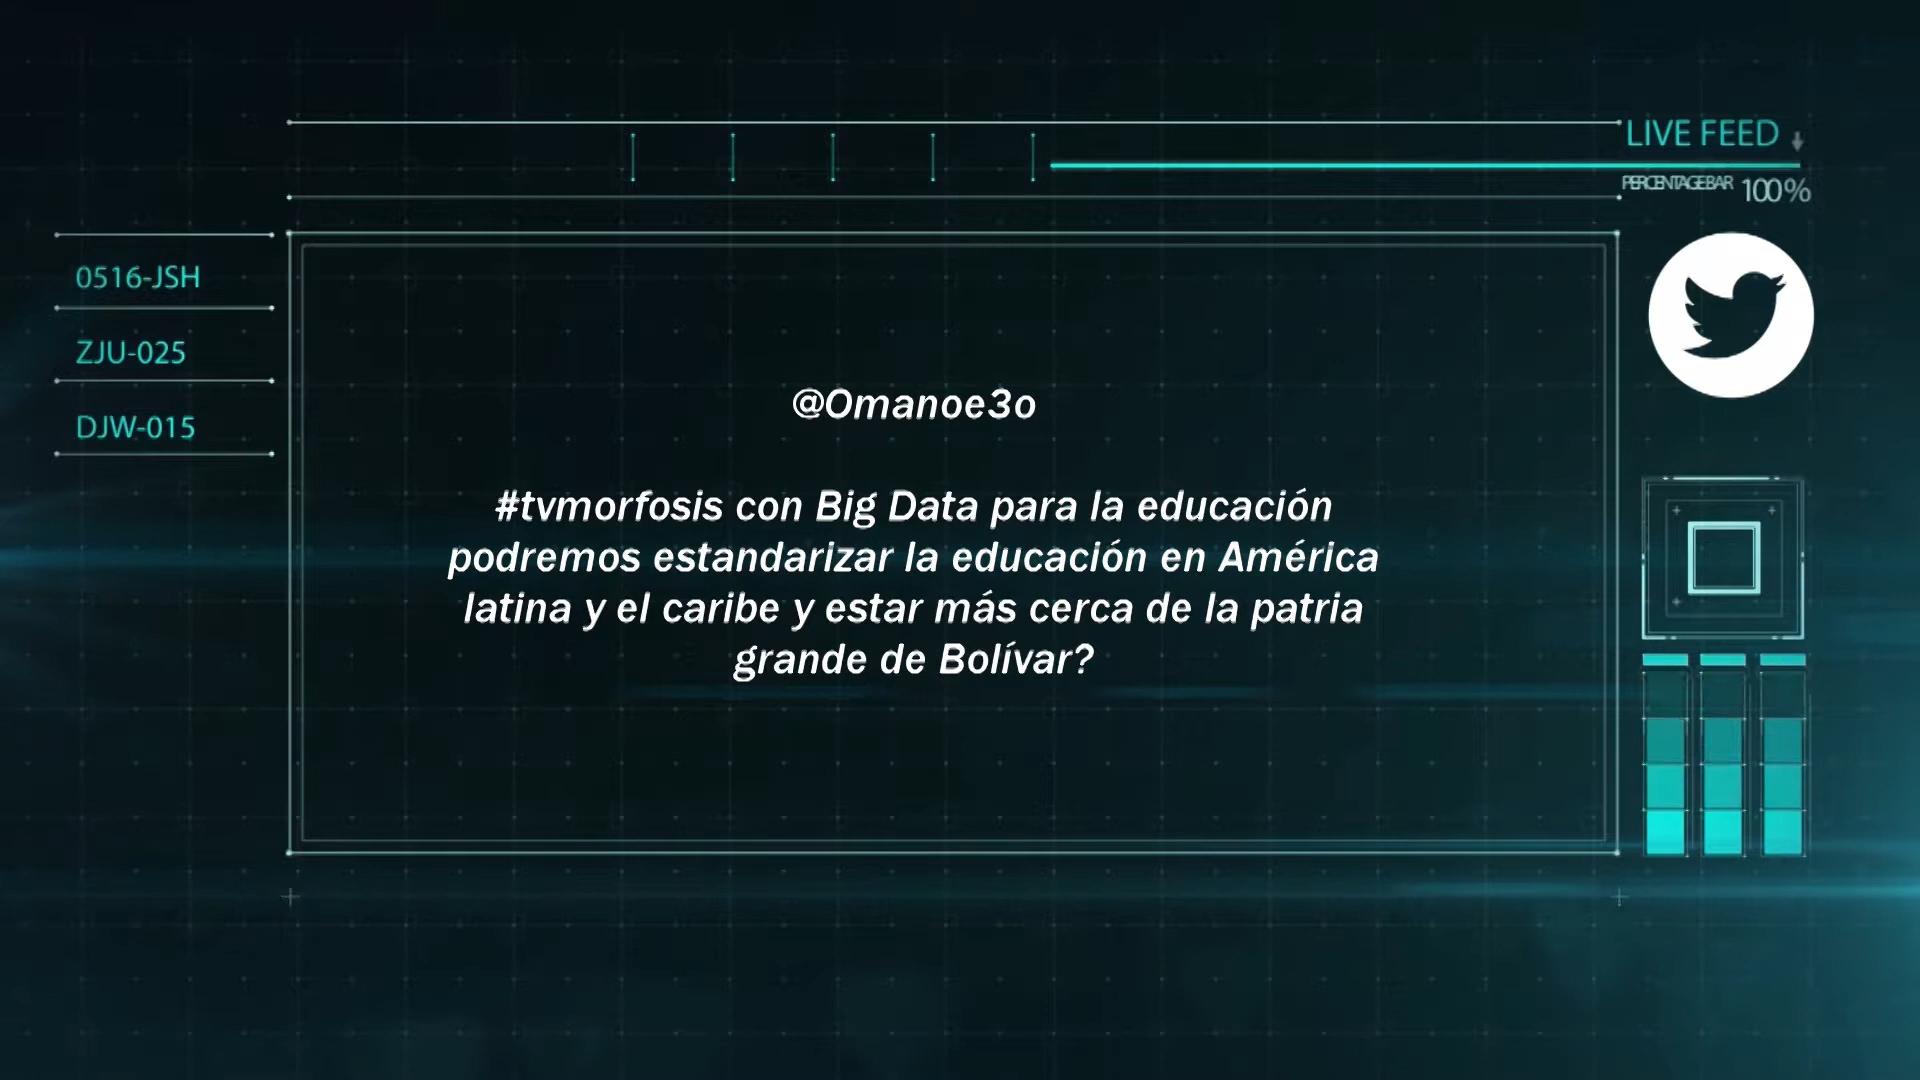 LIVE FEED
PERCENTAGEBAR 100%
0516-JSH
ZJU-025
DJW-015
@Omanoe3o
#tvmorfosis con Big Data para la educación
podremos estandarizar la educación en América
latina y el caribe y estar más cerca de la patria
grande de Bolívar?